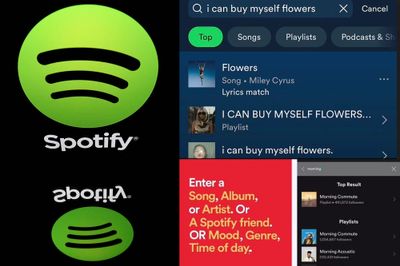 Spotify®
Spotify
i can buy myself flowers
Cancel
Top
Songs
Playlists
Podcasts & Sh
Flowers
Song • Miley Cyrus
Lyrics match
I CAN BUY MYSELF FLOWERS...
Playlist
i can buy myself flowers.
Enter a
Song, Album,
or Artist. Or
A Spotify friend.
OR Mood, Genre,
Time of day.
morning
Top Result
Morning Commute
Playlists
Morning Commute
Morning Acoustic